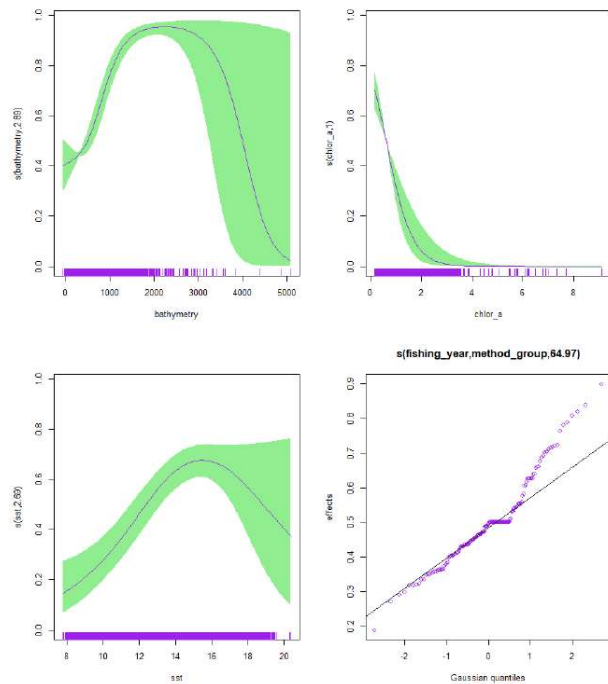 s(bathymetry,2.89)
0.0 0.2 0.4 0.6 0.8 1.0
0 1000 2000 3000 4000 5000
bathymetry
s(chlor_a,1)
0.0 0.2 0.4 0.6 0.8 1.0
0 2 4 6 8
chlor_a
s(sst,2.69)
0.0 0.2 0.4 0.6 0.8 1.0
8 10 12 14 16 18 20
sst
s(fishing_year,method_group,64.97)
effects
0.2 0.3 0.4 0.5 0.6 0.7 0.8 0.9
-2 -1 0 1 2
Gaussian quantiles